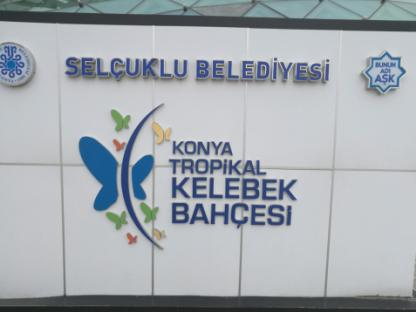 SELÇUKLU BELEDİYESİ
BUNUN
ADI
AŞK
KONYA
TROPİKAL
KELEBEK
BAHÇESİ